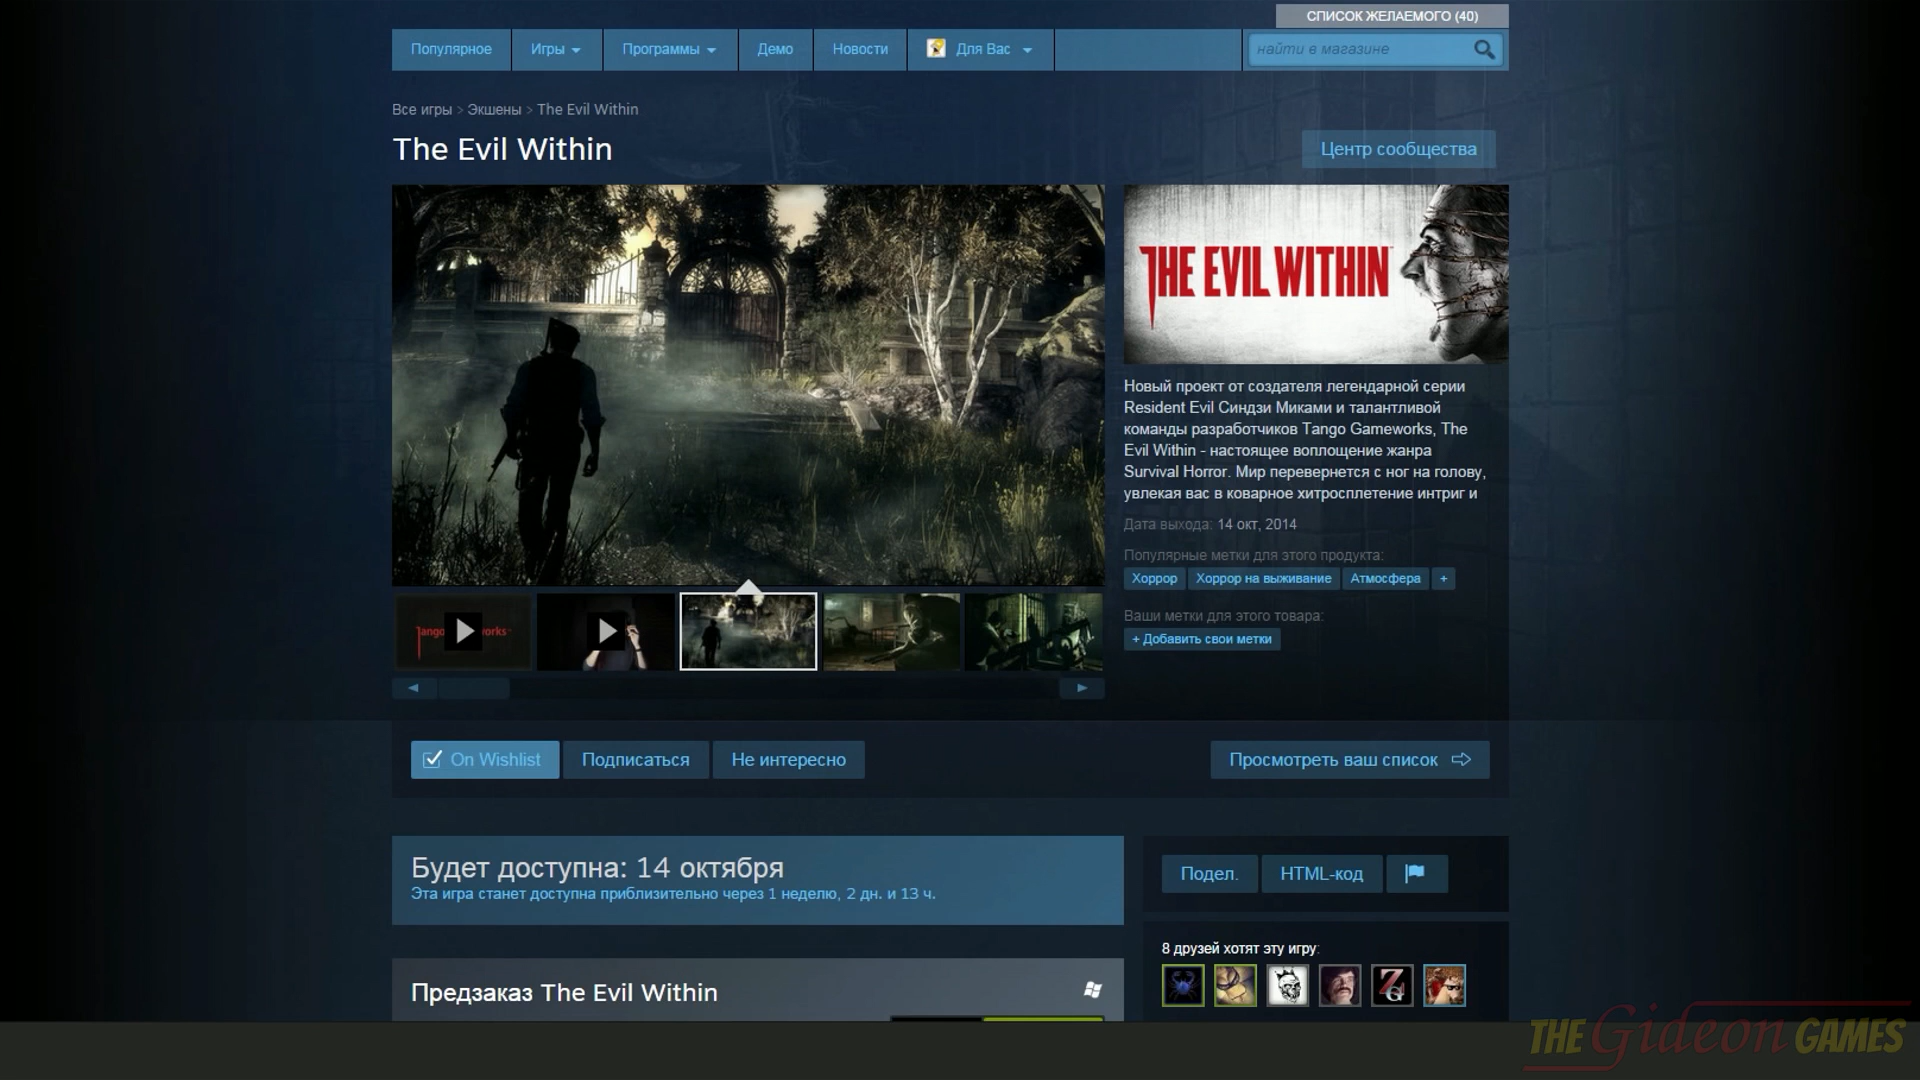 СПИСОК ЖЕЛАЕМОГО (40)
Популярное
Игры
Программы
Демо
Новости
Для Вас
найти в магазине
Все игры > Экшены > The Evil Within
The Evil Within
Центр сообщества
THE EVIL WITHIN
Новый проект от создателя легендарной серии
Resident Evil Синдзи Миками и талантливой
команды разработчиков Tango Gameworks, The
Evil Within - настоящее воплощение жанра
Survival Horror. Мир перевернется с ног на голову,
увлекая вас в коварное хитросплетение интриг и
Дата выхода: 14 окт, 2014
Популярные метки для этого продукта:
Хоррор
Хоррор на выживание
Атмосфера
+
Ваши метки для этого товара:
+ Добавить свои метки
On Wishlist
Подписаться
Не интересно
Просмотреть ваш список
Будет доступна: 14 октября
Эта игра станет доступна приблизительно через 1 неделю, 2 дн. и 13 ч.
Подел.
HTML-код
8 друзей хотят эту игру:
Предзаказ The Evil Within
THE Gideon GAMES